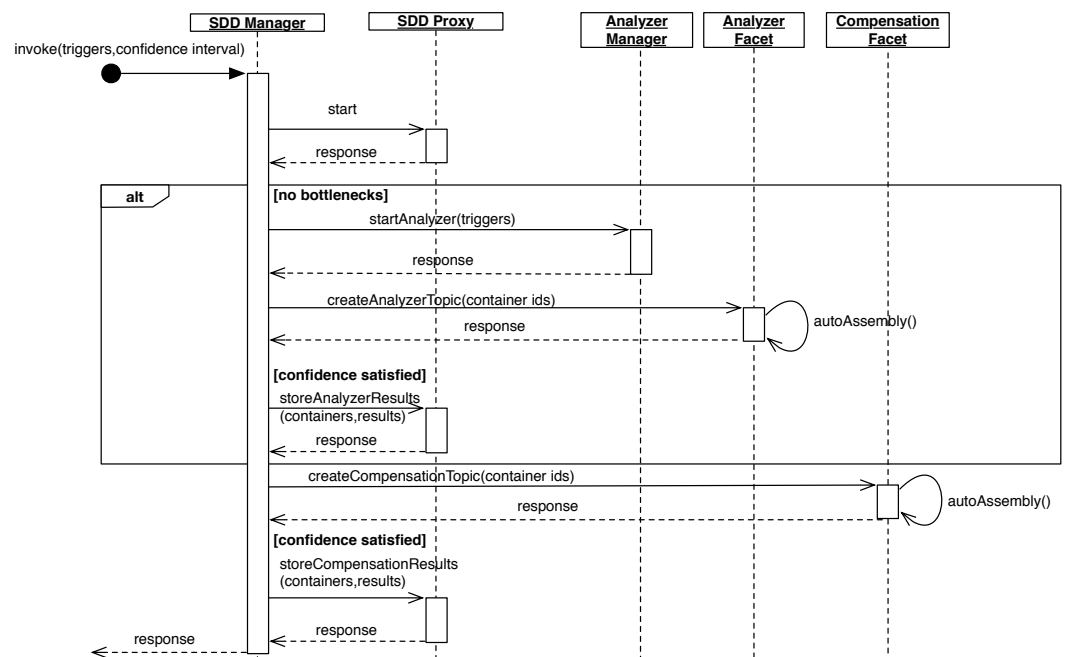 SDD Manager
SDD Proxy
Analyzer
Manager
Analyzer
Facet
Compensation
Facet
invoke(triggers,confidence interval)
start
response
alt
[no bottlenecks]
startAnalyzer(triggers)
response
createAnalyzerTopic(container ids)
response
autoAssembly()
[confidence satisfied]
storeAnalyzerResults
(containers,results)
response
createCompensationTopic(container ids)
response
autoAssembly()
[confidence satisfied]
storeCompensationResults
(containers,results)
response
response